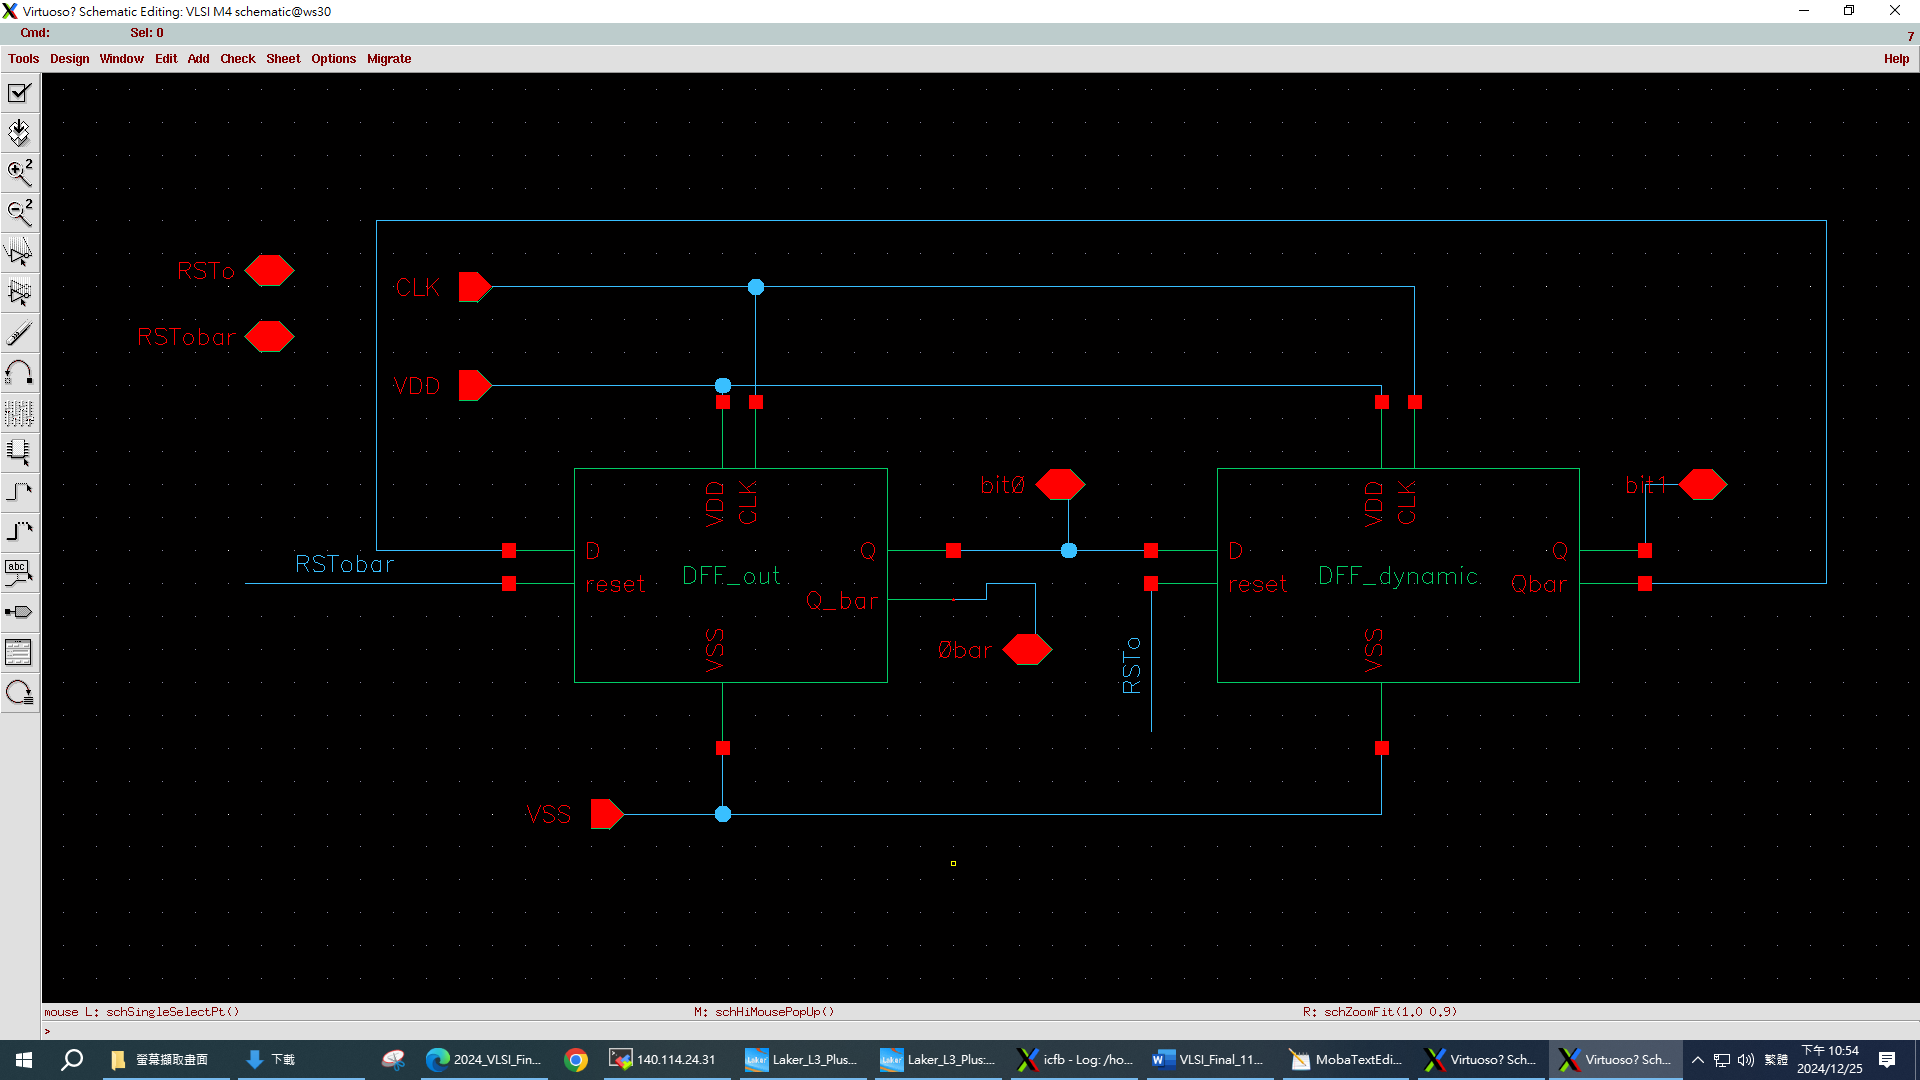 Virtuoso? Schematic Editing: VLSI M4 schematic@ws30
Cmd: Sel: 0 7
Tools Design Window Edit Add Check Sheet Options Migrate Help
2
2
abc
RSTo
CLK
RSTobar
VDD
VDD CLK
bit0
VDD CLK
bit1
RSTobar
D Q
D Q
reset DFF_out
reset DFF_dynamic Qbar
Q_bar
VSS
0bar
RSTo
VSS
VSS
mouse L: schSingleSelectPt() M: schHiMousePopUp() R: schZoomFit(1.0 0.9)
>
螢幕擷取畫面 下載 2024_VLSI_Fin... 140.114.24.31 Laker_L3_Plus... Laker_L3_Plus:... icfb - Log: /ho... VLSI_Final_11... MobaTextEdi... Virtuoso? Sch... Virtuoso? Sch... 繁體 下午 10:54
2024/12/25